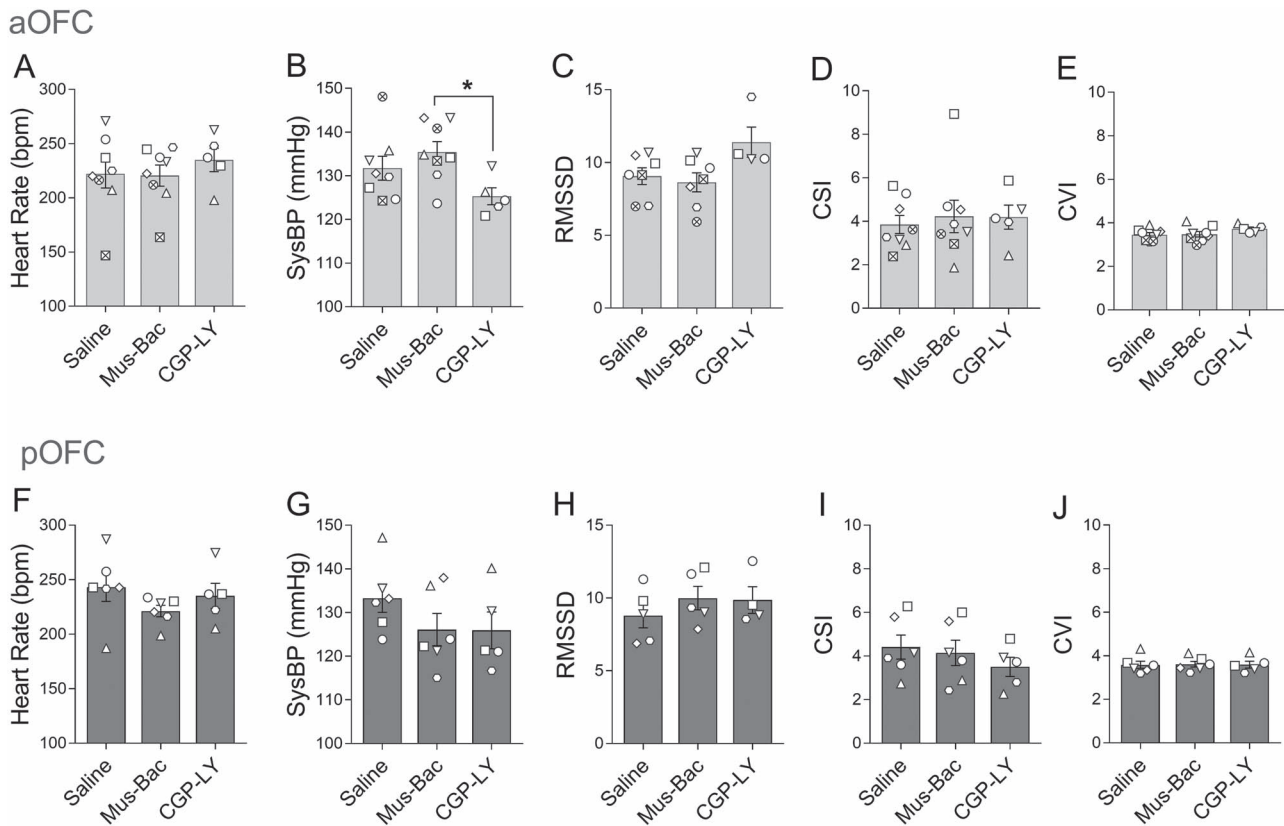 aOFC
A
Heart Rate (bpm)
300
250
200
150
100
Saline
Mus-Bac
CGP-LY
B
SysBP (mmHg)
150
140
130
120
100
*
Saline
Mus-Bac
CGP-LY
C
RMSSD
15
10
5
0
Saline
Mus-Bac
CGP-LY
D
CSI
10
8
6
4
2
0
Saline
Mus-Bac
CGP-LY
E
CVI
10
8
6
4
2
0
Saline
Mus-Bac
CGP-LY
pOFC
F
Heart Rate (bpm)
300
250
200
150
100
Saline
Mus-Bac
CGP-LY
G
SysBP (mmHg)
150
140
130
120
100
Saline
Mus-Bac
CGP-LY
H
RMSSD
15
10
5
0
Saline
Mus-Bac
CGP-LY
I
CSI
10
8
6
4
2
0
Saline
Mus-Bac
CGP-LY
J
CVI
10
8
6
4
2
0
Saline
Mus-Bac
CGP-LY